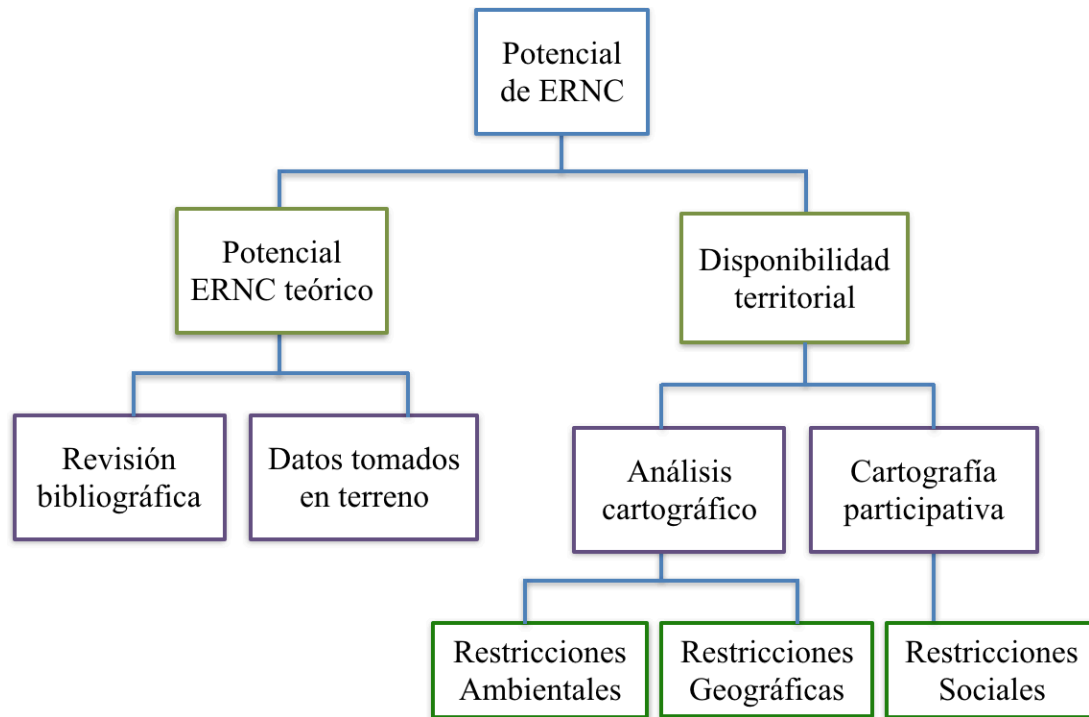 Potencial
de ERNC
Potencial
ERNC teórico
Disponibilidad
territorial
Revisión
bibliográfica
Datos tomados
en terreno
Análisis
cartográfico
Cartografía
participativa
Restricciones
Ambientales
Restricciones
Geográficas
Restricciones
Sociales